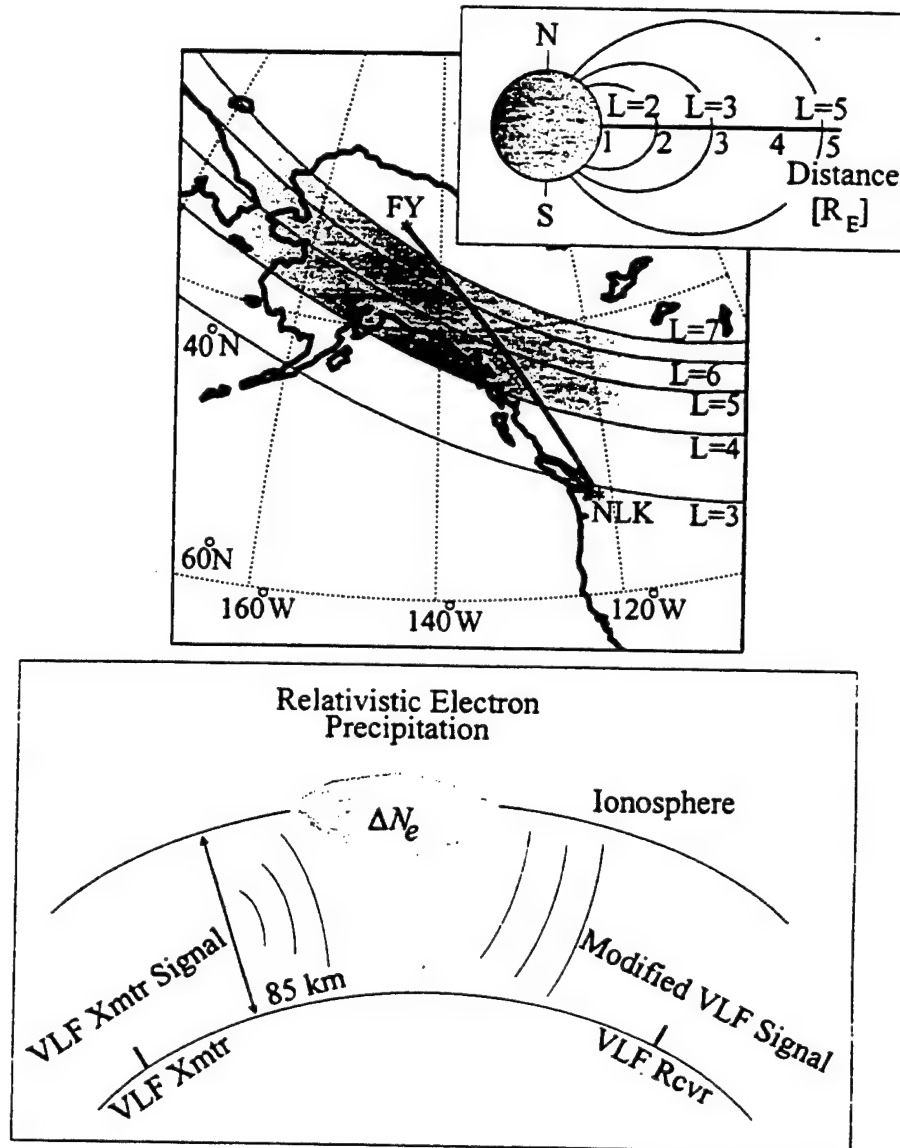 N
L=2 L=3 L=5
1 2 3 4 5
S
Distance
[R_E]
FY
40°N
L=7
L=6
L=5
L=4
L=3
NLK
60°N
160°W
140°W
120°W
Relativistic Electron
Precipitation
Ionosphere
ΔN_e
VLF Xmtr Signal
85 km
Modified VLF Signal
VLF Xmtr
VLF Rcvr